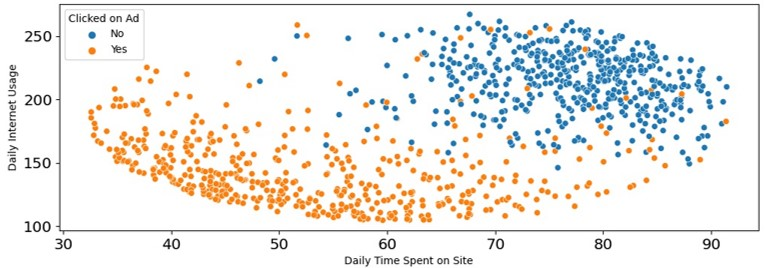 Clicked on Ad
No
Yes
Daily Internet Usage
250
200
150
100
30 40 50 60 70 80 90
Daily Time Spent on Site